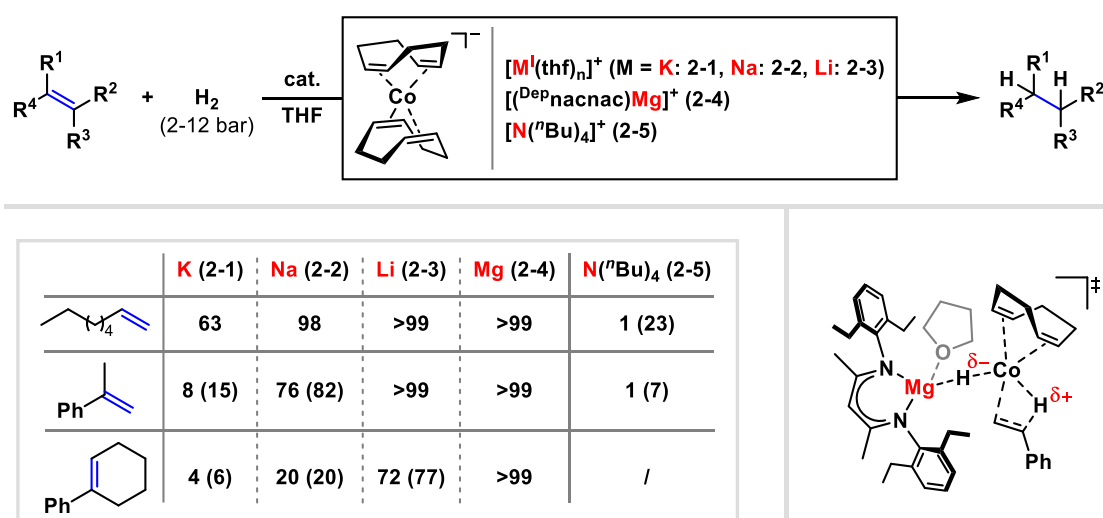 R1
R4
R2
R3
+
H2
(2-12 bar)
cat.
THF
Co
−
[MI(thf)n]+ (M = K: 2-1, Na: 2-2, Li: 2-3)
[(Depnacnac)Mg]+ (2-4)
[N(nBu)4]+ (2-5)
R1
H H
R4
R2
R3
K (2-1) Na (2-2) Li (2-3) Mg (2-4) N(nBu)4 (2-5)
4
63 98 >99 >99 1 (23)
Ph
8 (15) 76 (82) >99 >99 1 (7)
Ph
4 (6) 20 (20) 72 (77) >99 /
‡
O
N
δ−
Mg H Co
H δ+
N
Ph